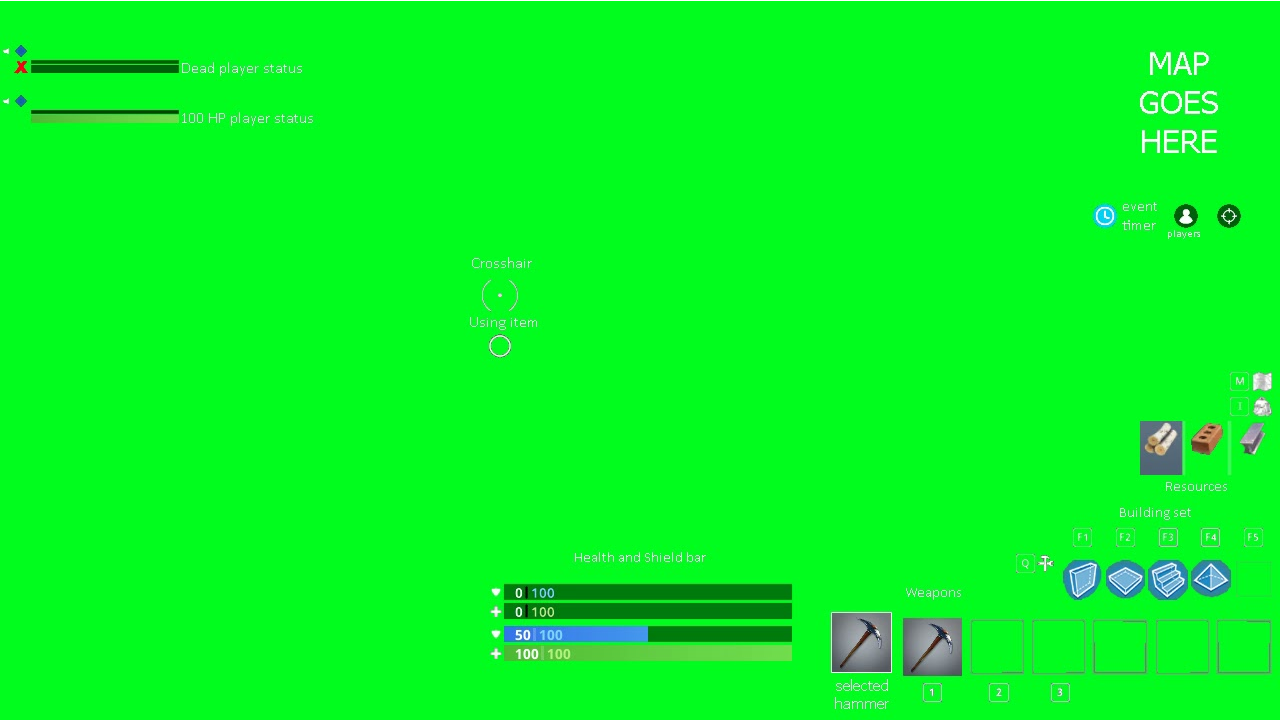 X
Dead player status
100 HP player status
MAP
GOES
HERE
event
timer
players
Crosshair
Using item
M
I
Resources
Building set
F1 F2 F3 F4 F5
Q
Health and Shield bar
0 | 100
0 | 100
50 | 100
100 | 100
Weapons
selected
hammer
1 2 3